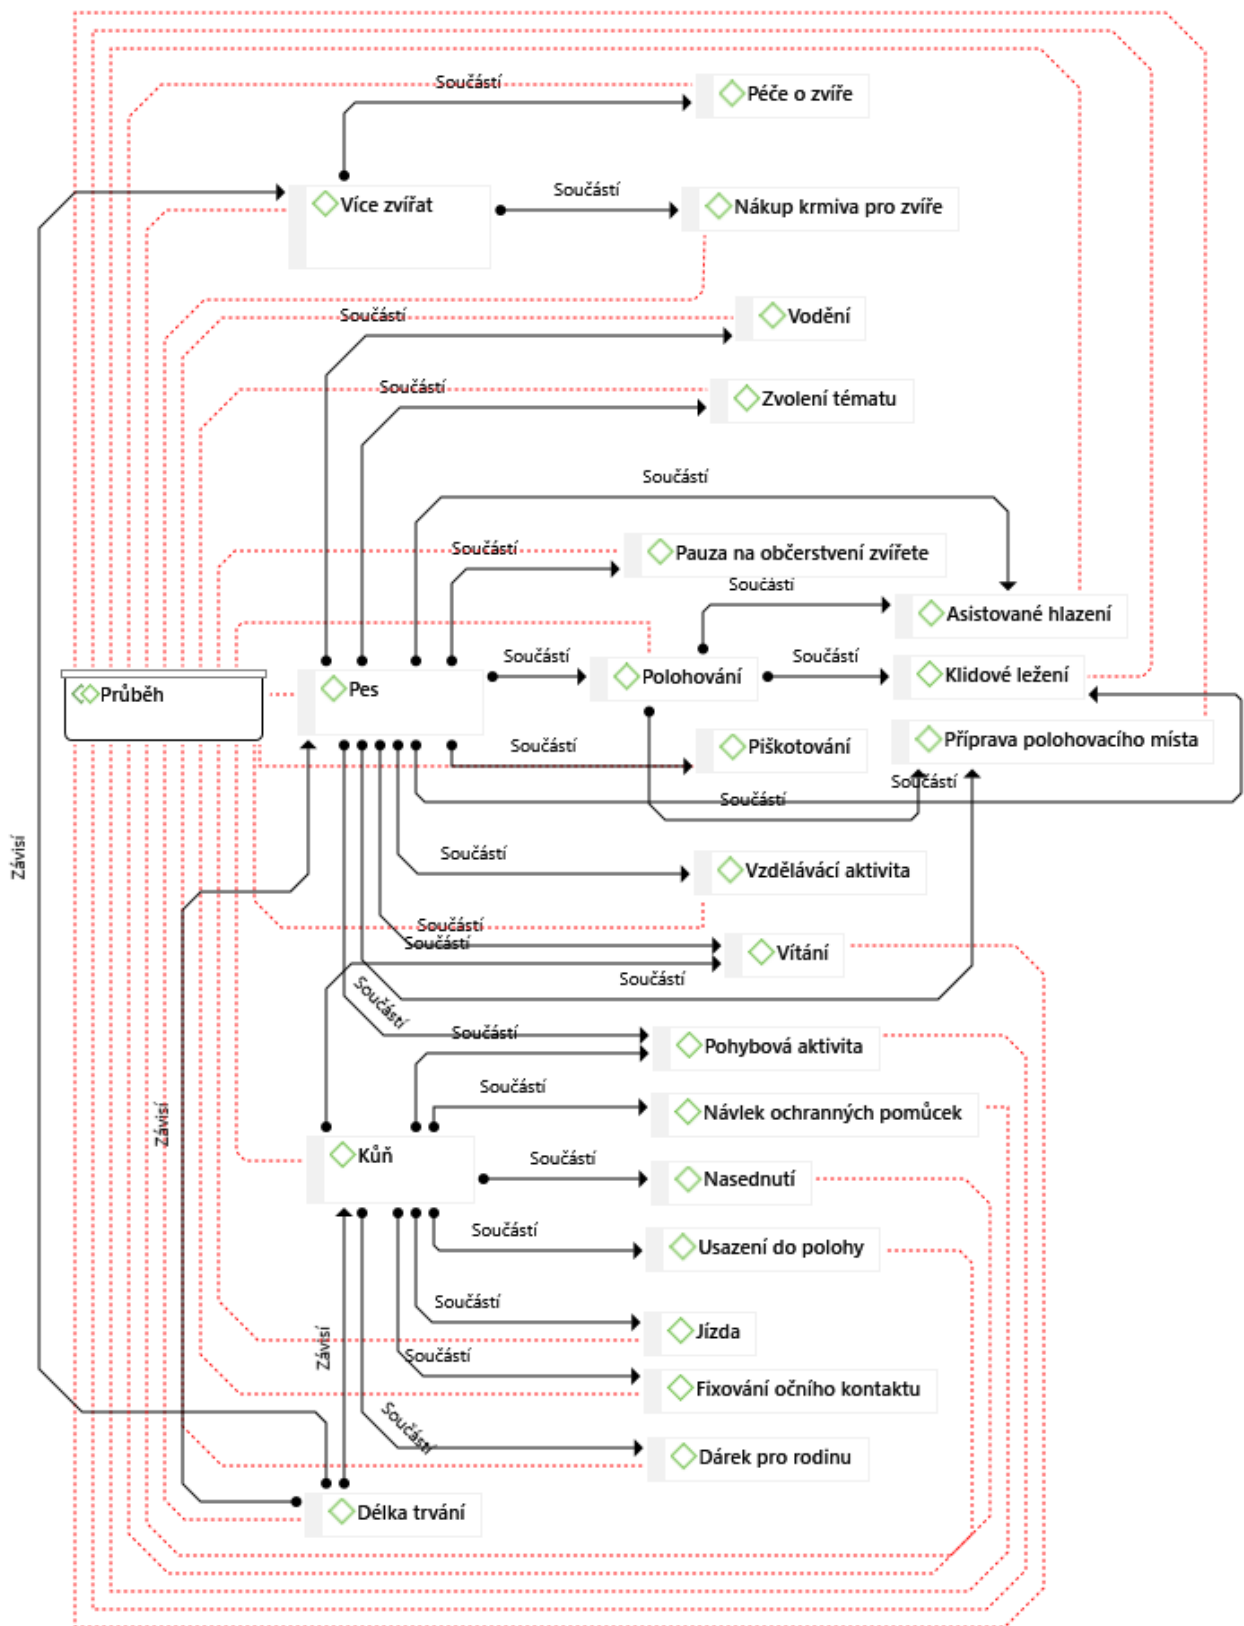 Součástí
Péče o zvíře
Více zvířat
Součástí
Nákup krmiva pro zvíře
Součástí
Vodění
Součástí
Zvolení tématu
Součástí
Součástí
Pauza na občerstvení zvířete
Součástí
Asistované hlazení
Součástí
Součástí
Průběh
Pes
Polohování
Klidové ležení
Součástí
Piškotování
Příprava polohovacího místa
Součástí
Součástí
Závisí
Součástí
Vzdělávácí aktivita
Součástí
Součástí
Vítání
Součástí
Součástí
Součástí
Pohybová aktivita
Součástí
Návlek ochranných pomůcek
Závisí
Kůň
Součástí
Nasednutí
Součástí
Usazení do polohy
Součástí
Jízda
Závisí
Součástí
Fixování očního kontaktu
Součástí
Dárek pro rodinu
Délka trvání